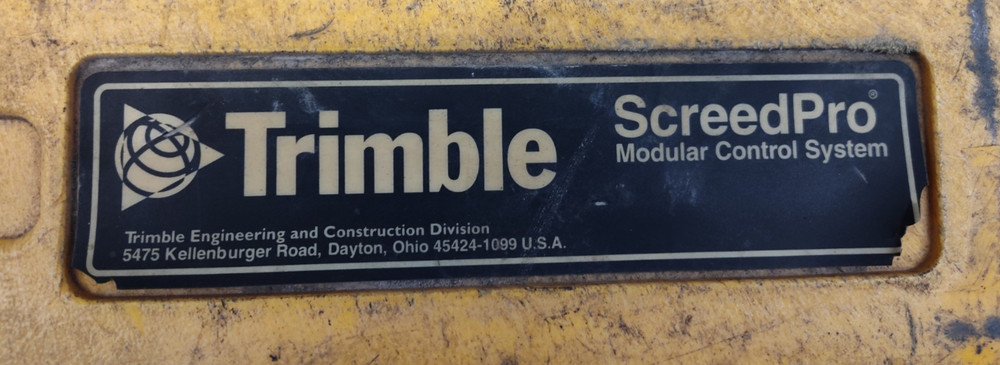 Trimble
ScreedPro®
Modular Control System
Trimble Engineering and Construction Division
5475 Kellenburger Road, Dayton, Ohio 45424-1099 U.S.A.